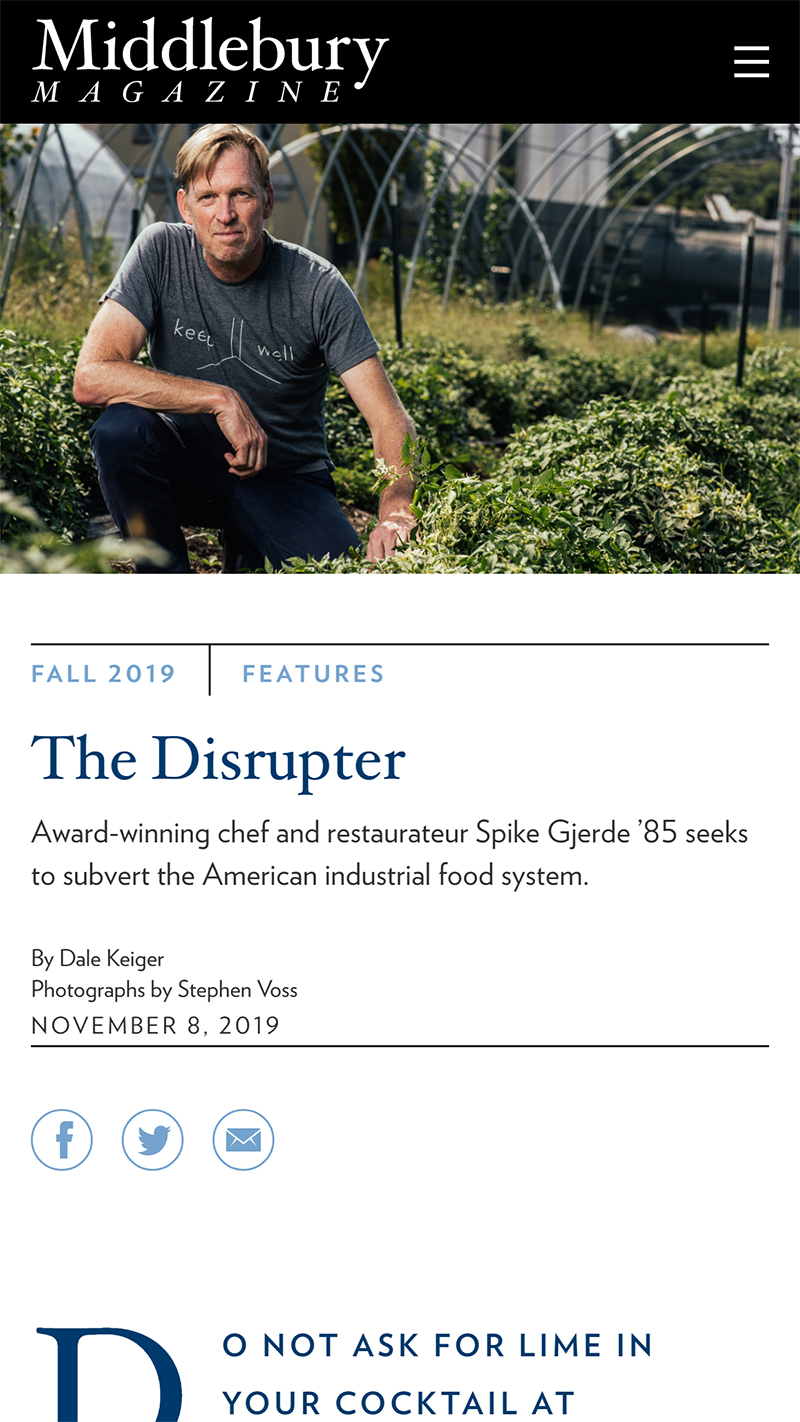 Middlebury
MAGAZINE
keep well
FALL 2019 FEATURES
The Disrupter
Award-winning chef and restaurateur Spike Gjerde ’85 seeks
to subvert the American industrial food system.
By Dale Keiger
Photographs by Stephen Voss
NOVEMBER 8, 2019
DO NOT ASK FOR LIME IN
YOUR COCKTAIL AT